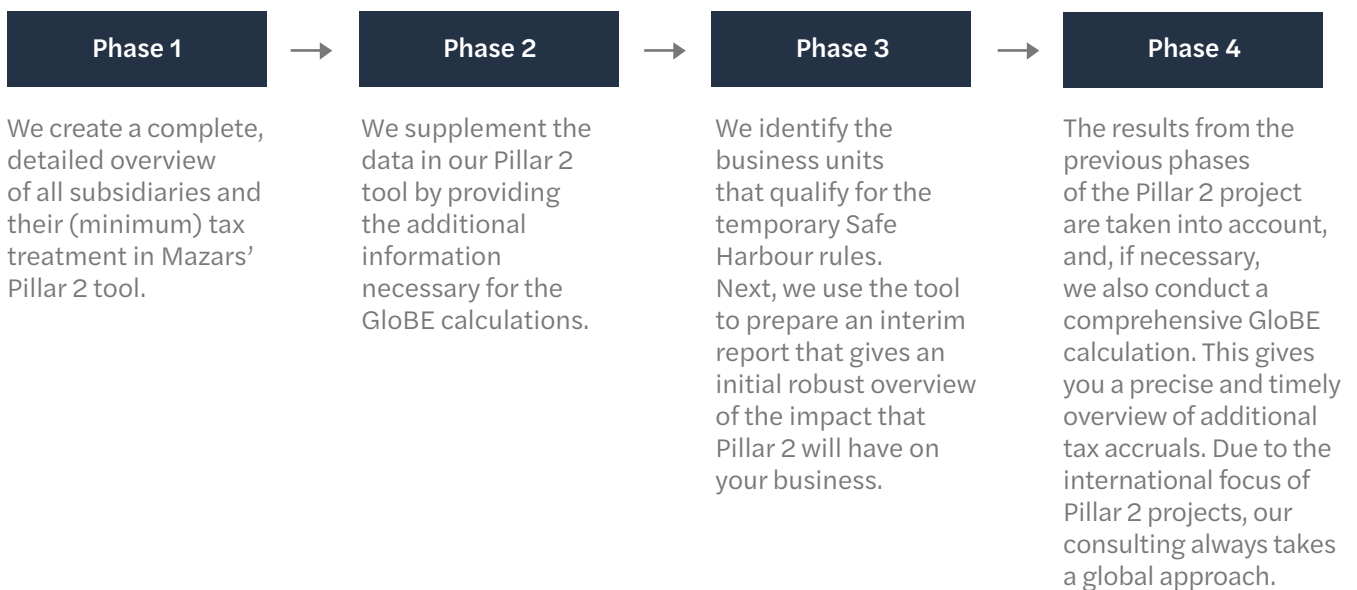 Phase 1
We create a complete,
detailed overview
of all subsidiaries and
their (minimum) tax
treatment in Mazars’
Pillar 2 tool.
Phase 2
We supplement the
data in our Pillar 2
tool by providing
the additional
information
necessary for the
GloBE calculations.
Phase 3
We identify the
business units
that qualify for the
temporary Safe
Harbour rules.
Next, we use the tool
to prepare an interim
report that gives an
initial robust overview
of the impact that
Pillar 2 will have on
your business.
Phase 4
The results from the
previous phases
of the Pillar 2 project
are taken into account,
and, if necessary,
we also conduct a
comprehensive GloBE
calculation. This gives
you a precise and timely
overview of additional
tax accruals. Due to the
international focus of
Pillar 2 projects, our
consulting always takes
a global approach.